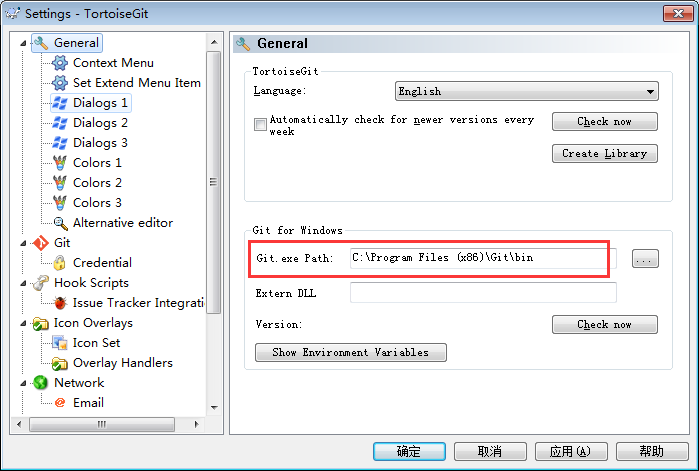 Settings - TortoiseGit
General
Context Menu
Set Extend Menu Item
Dialogs 1
Dialogs 2
Dialogs 3
Colors 1
Colors 2
Colors 3
Alternative editor
Git
Credential
Hook Scripts
Issue Tracker Integratio
Icon Overlays
Icon Set
Overlay Handlers
Network
Email
General
TortoiseGit
Language:
English
Automatically check for newer versions every
week
Check now
Create Library
Git for Windows
Git.exe Path:
C:\Program Files (x86)\Git\bin
...
Extern DLL
Version:
Check now
Show Environment Variables
确定
取消
应用(A)
帮助